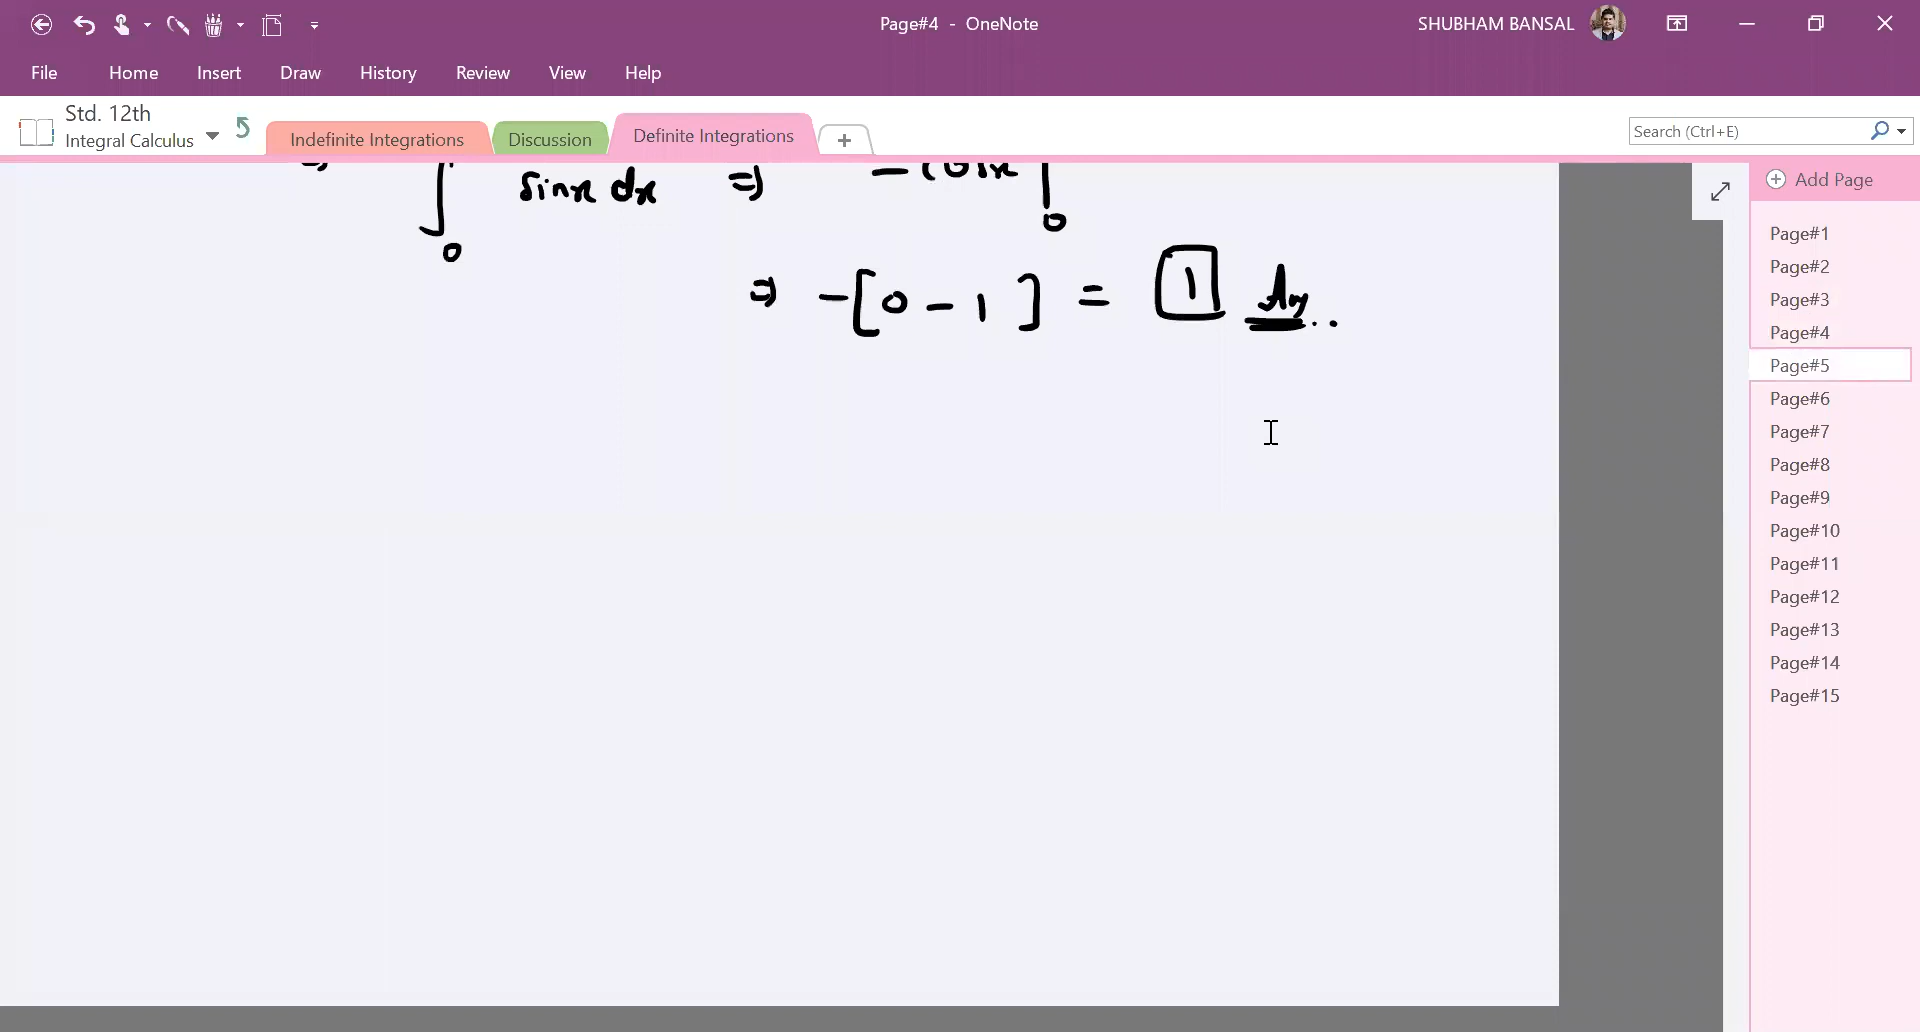 Page#4 - OneNote
SHUBHAM BANSAL
File Home Insert Draw History Review View Help
Std. 12th
Integral Calculus
Indefinite Integrations
Discussion
Definite Integrations
+
Search (Ctrl+E)
Add Page
Page#1
Page#2
Page#3
Page#4
Page#5
Page#6
Page#7
Page#8
Page#9
Page#10
Page#11
Page#12
Page#13
Page#14
Page#15
⇒ ∫ sinx dx ⇒ - cosx |
0 0
⇒ -[0 - 1] = 1 Ans..